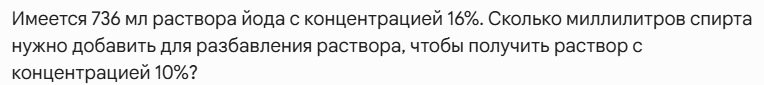 Имеется 736 мл раствора йода с концентрацией 16%. Сколько миллилитров спирта
нужно добавить для разбавления раствора, чтобы получить раствор с
концентрацией 10%?